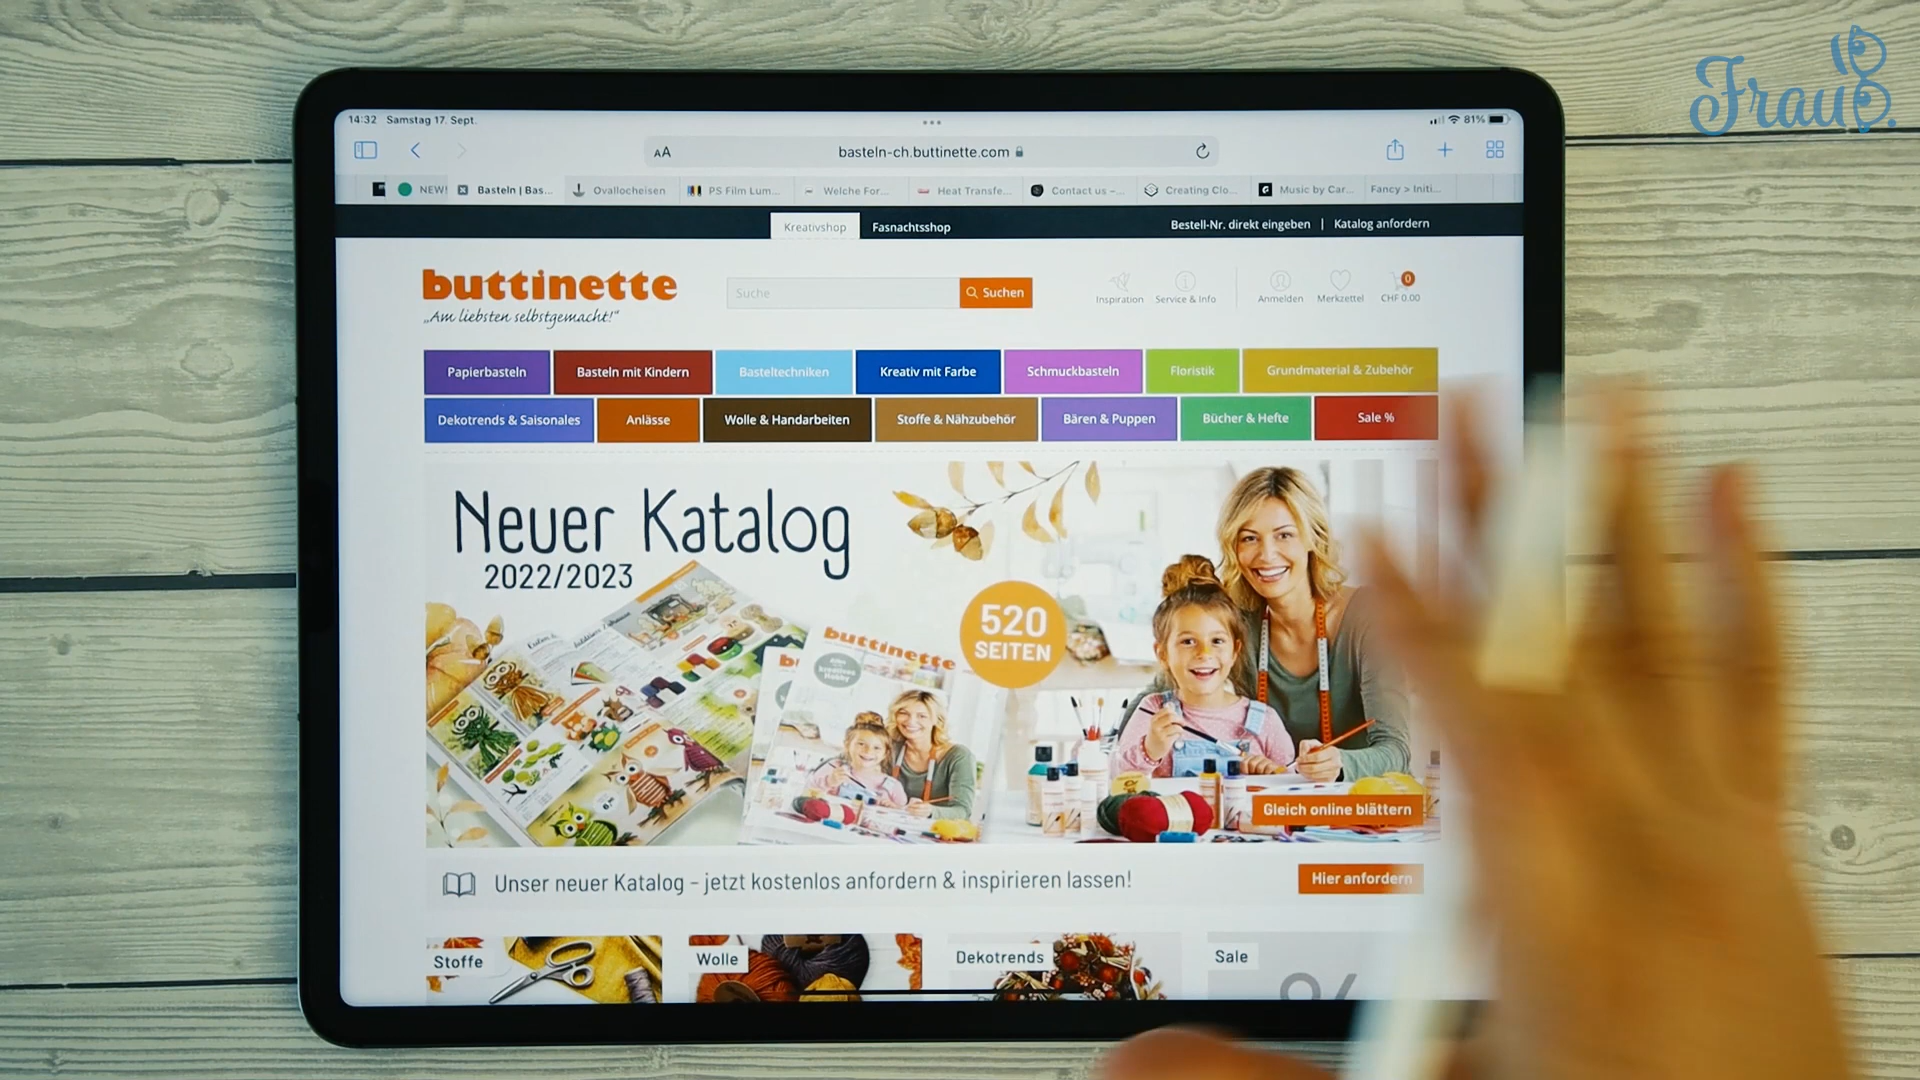 Frau B.
14:32 Samstag 17. Sept.
81%
AA
basteln-ch.buttinette.com
NEW!
Basteln | Bas...
Ovallocheisen
PS Film Lum...
Welche For...
Heat Transfe...
Contact us –...
Creating Clo...
Music by Car...
Fancy > Initi...
Kreativshop
Fasnachtsshop
Bestell-Nr. direkt eingeben | Katalog anfordern
buttinette
„Am liebsten selbstgemacht!"
Suche
Suchen
Inspiration
Service & Info
Anmelden
Merkzettel
0
CHF 0.00
Papierbasteln
Basteln mit Kindern
Basteltechniken
Kreativ mit Farbe
Schmuckbasteln
Floristik
Grundmaterial & Zubehör
Dekotrends & Saisonales
Anlässe
Wolle & Handarbeiten
Stoffe & Nähzubehör
Bären & Puppen
Bücher & Hefte
Sale %
Neuer Katalog
2022/2023
520
SEITEN
buttinette
Gleich online blättern
Unser neuer Katalog – jetzt kostenlos anfordern & inspirieren lassen!
Hier anfordern
Stoffe
Wolle
Dekotrends
Sale